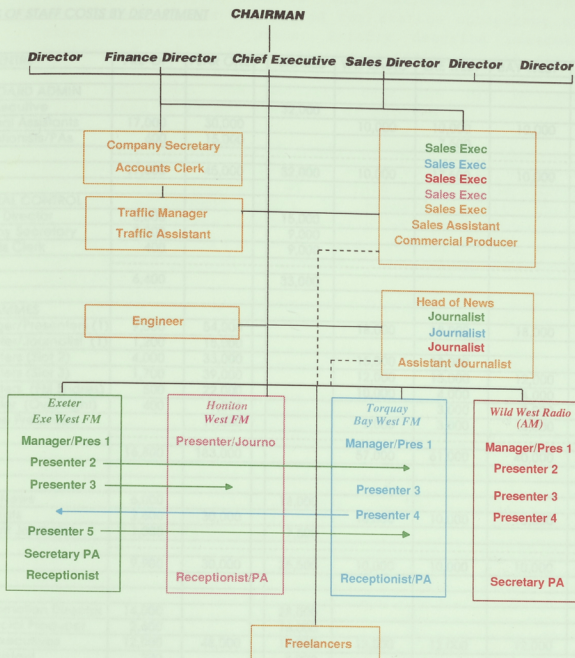 CHAIRMAN
Director Finance Director Chief Executive Sales Director Director Director
Company Secretary
Accounts Clerk
Traffic Manager
Traffic Assistant
Sales Exec
Sales Exec
Sales Exec
Sales Exec
Sales Exec
Sales Assistant
Commercial Producer
Engineer
Head of News
Journalist
Journalist
Journalist
Assistant Journalist
Exeter
Exe West FM
Manager/Pres 1
Presenter 2
Presenter 3
Presenter 5
Secretary PA
Receptionist
Honiton
West FM
Presenter/Journo
Receptionist/PA
Torquay
Bay West FM
Manager/Pres 1
Presenter 3
Presenter 4
Receptionist/PA
Wild West Radio
(AM)
Manager/Pres 1
Presenter 2
Presenter 3
Presenter 4
Secretary PA
Freelancers